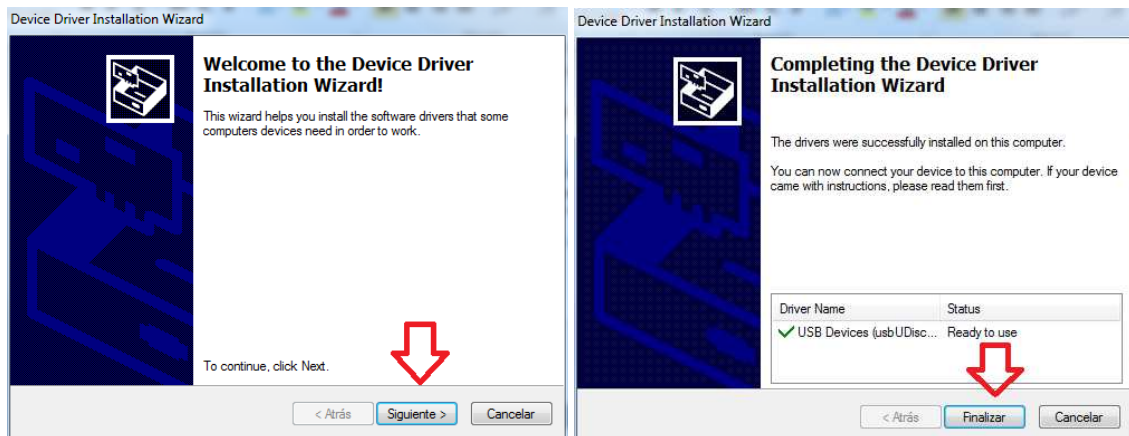 Device Driver Installation Wizard
Welcome to the Device Driver
Installation Wizard!
This wizard helps you install the software drivers that some
computers devices need in order to work.
To continue, click Next.
< Atrás
Siguiente >
Cancelar
Device Driver Installation Wizard
Completing the Device Driver
Installation Wizard
The drivers were successfully installed on this computer.
You can now connect your device to this computer. If your device
came with instructions, please read them first.
Driver Name Status
USB Devices (usbUDisc... Ready to use
< Atrás
Finalizar
Cancelar